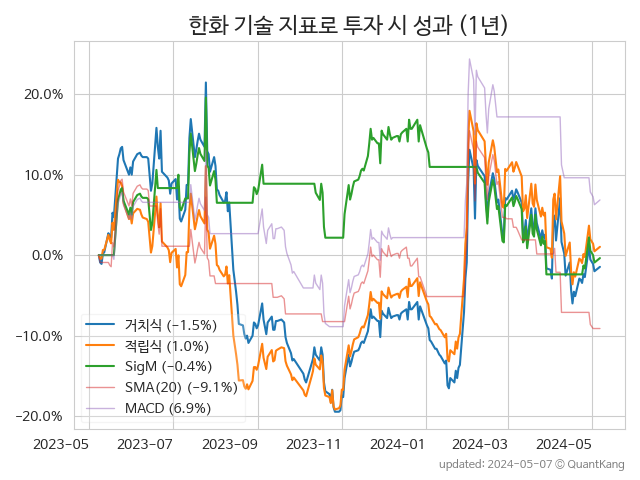 한화 기술 지표로 투자 시 성과 (1년)
20.0%
10.0%
0.0%
−10.0%
−20.0%
거치식 (−1.5%)
적립식 (1.0%)
SigM (−0.4%)
SMA(20) (−9.1%)
MACD (6.9%)
2023-05 2023-07 2023-09 2023-11 2024-01 2024-03 2024-05
updated: 2024-05-07 © QuantKang